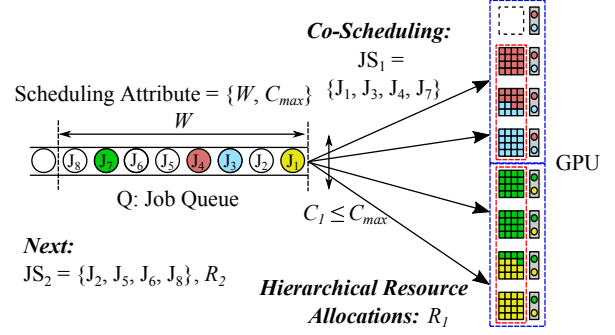 Co-Scheduling:
JS₁ =
{J₁, J₃, J₄, J₇}
Scheduling Attribute = {W, Cₘₐₓ}
W
J₈ J₇ J₆ J₅ J₄ J₃ J₂ J₁
Q: Job Queue
C₁ ≤ Cₘₐₓ
GPU
Next:
JS₂ = {J₂, J₅, J₆, J₈}, R₂
Hierarchical Resource
Allocations: R₁